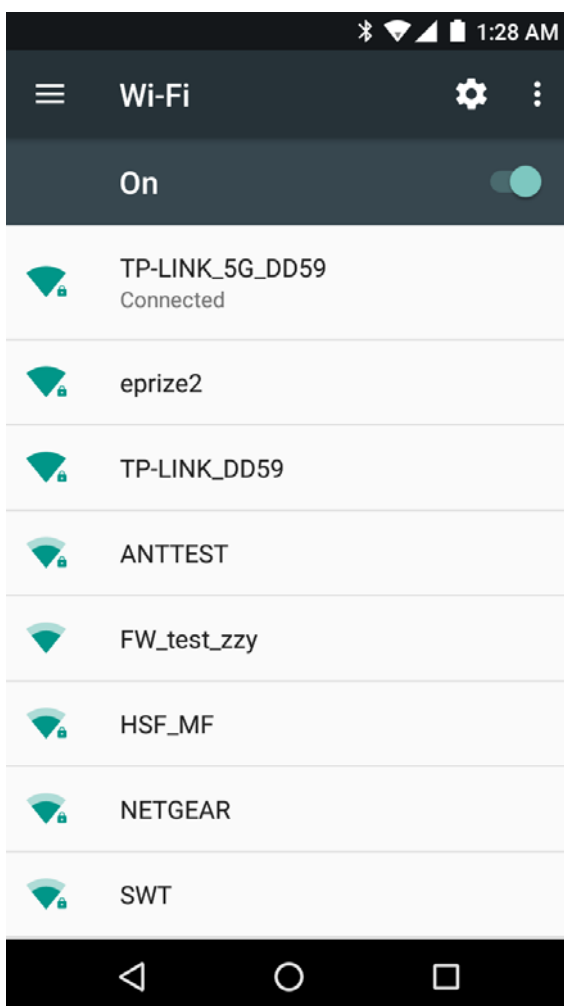 1:28 AM
Wi-Fi
On
TP-LINK_5G_DD59
Connected
eprize2
TP-LINK_DD59
ANTTEST
FW_test_zzy
HSF_MF
NETGEAR
SWT